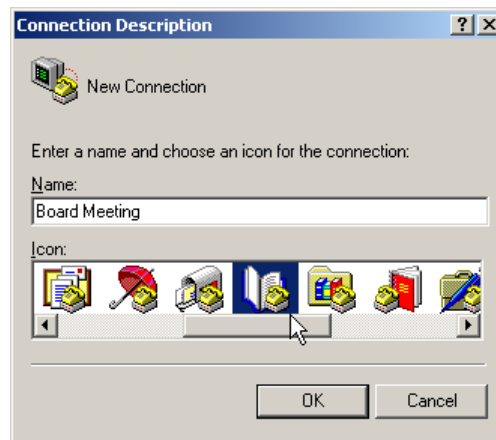 Connection Description
New Connection
Enter a name and choose an icon for the connection:
Name:
Board Meeting
Icon:
OK Cancel